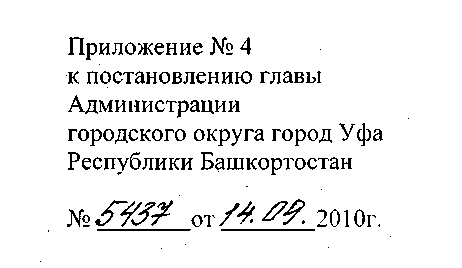 Приложение № 4
к постановлению главы
Администрации
городского округа город Уфа
Республики Башкортостан
№ 5437 от 14.09. 2010г.